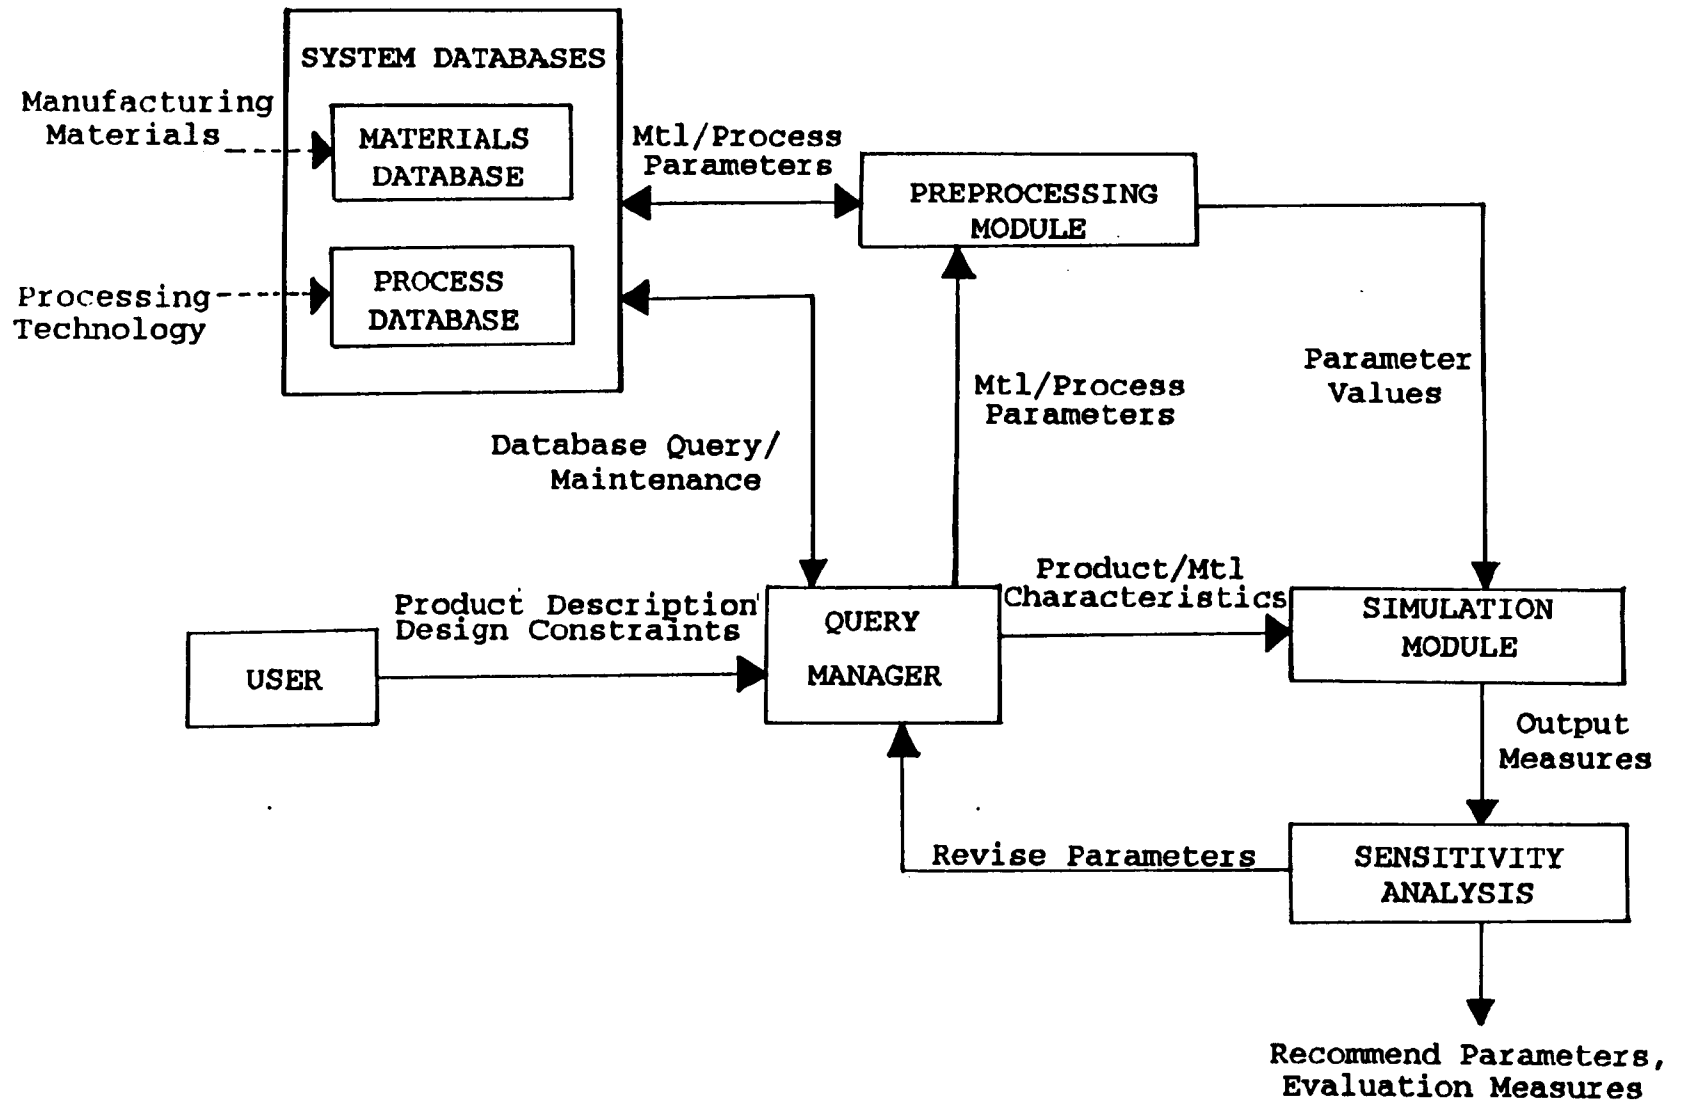 SYSTEM DATABASES
Manufacturing
Materials
MATERIALS
DATABASE
Mtl/Process
Parameters
PREPROCESSING
MODULE
Processing
Technology
PROCESS
DATABASE
Parameter
Values
Mtl/Process
Parameters
Database Query/
Maintenance
Product/Mtl
Characteristics
Product Description
Design Constraints
USER
QUERY
MANAGER
SIMULATION
MODULE
Output
Measures
Revise Parameters
SENSITIVITY
ANALYSIS
Recommend Parameters,
Evaluation Measures